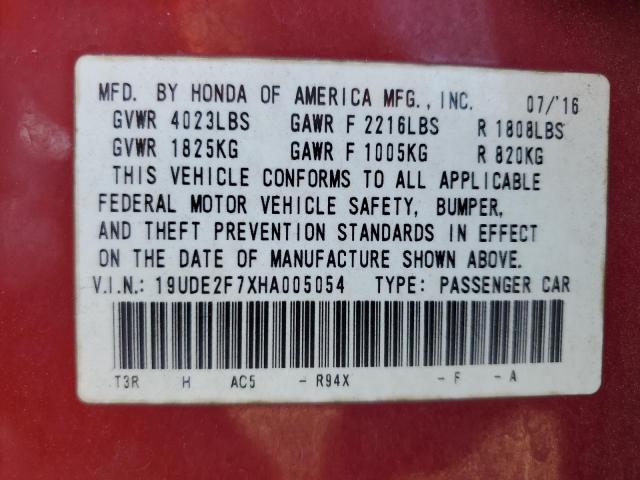 MFD. BY HONDA OF AMERICA MFG., INC. 07/'16
GVWR 4023LBS GAWR F 2216LBS R 1808LBS
GVWR 1825KG GAWR F 1005KG R 820KG
THIS VEHICLE CONFORMS TO ALL APPLICABLE
FEDERAL MOTOR VEHICLE SAFETY, BUMPER,
AND THEFT PREVENTION STANDARDS IN EFFECT
ON THE DATE OF MANUFACTURE SHOWN ABOVE.
V.I.N.: 19UDE2F7XHA005054 TYPE: PASSENGER CAR
T3R H AC5 - R94X - F - A